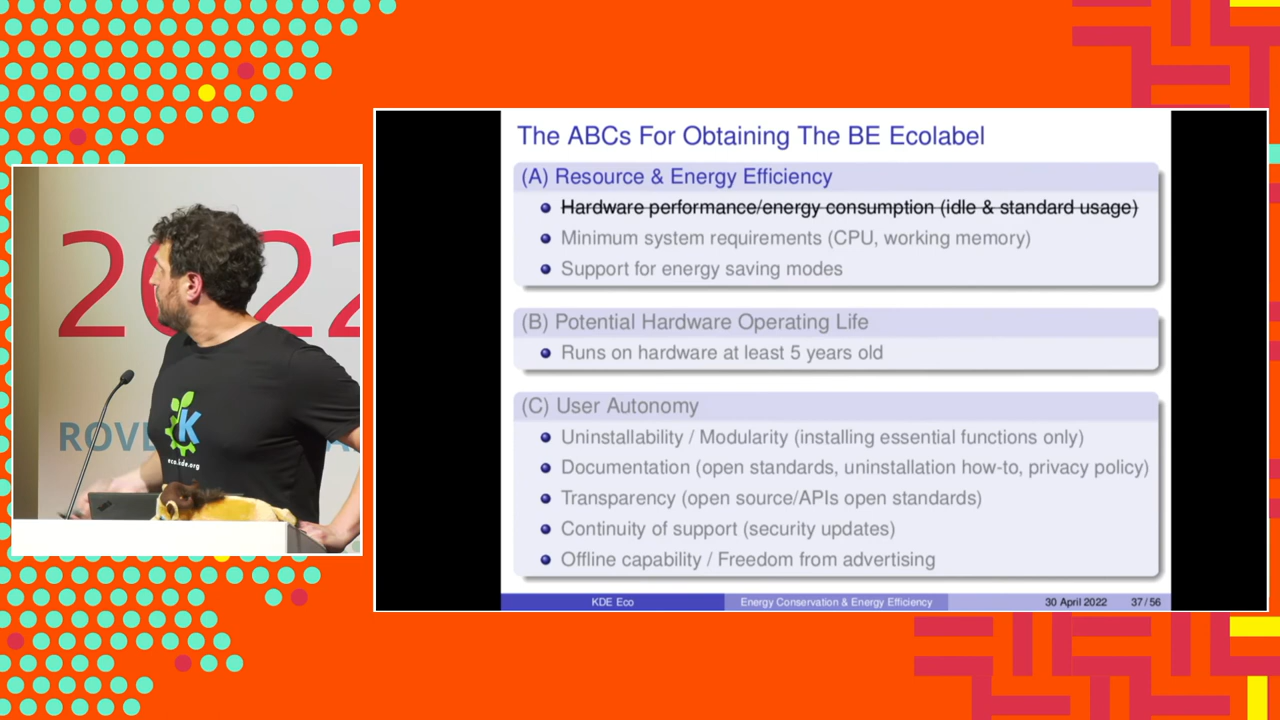 The ABCs For Obtaining The BE Ecolabel
(A) Resource & Energy Efficiency
Hardware performance/energy consumption (idle & standard usage)
Minimum system requirements (CPU, working memory)
Support for energy saving modes
(B) Potential Hardware Operating Life
Runs on hardware at least 5 years old
(C) User Autonomy
Uninstallability / Modularity (installing essential functions only)
Documentation (open standards, uninstallation how-to, privacy policy)
Transparency (open source/APIs open standards)
Continuity of support (security updates)
Offline capability / Freedom from advertising
KDE Eco Energy Conservation & Energy Efficiency 30 April 2022 37 / 56
2022
K
eco.kde.org